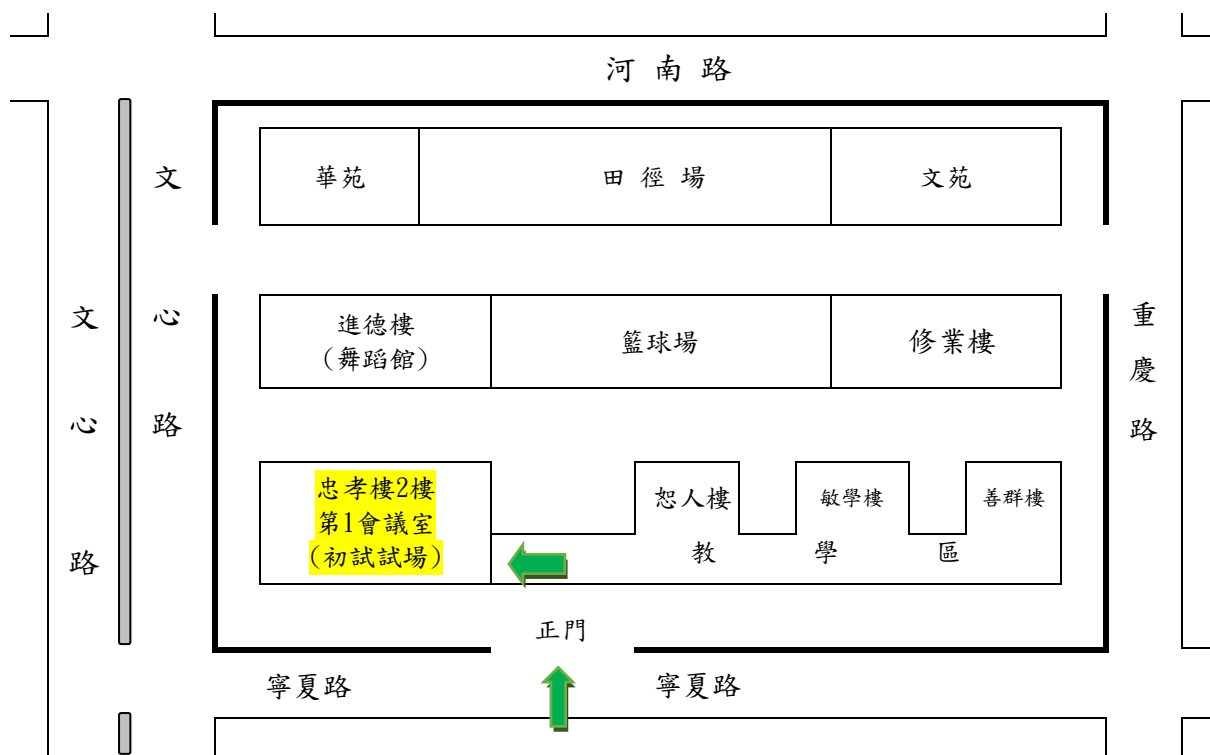 河南路
華苑
田徑場
文苑
文心路
文心路
進德樓
(舞蹈館)
籃球場
修業樓
重慶路
忠孝樓2樓
第1會議室
(初試試場)
恕人樓
敏學樓
善群樓
教學區
正門
寧夏路
寧夏路